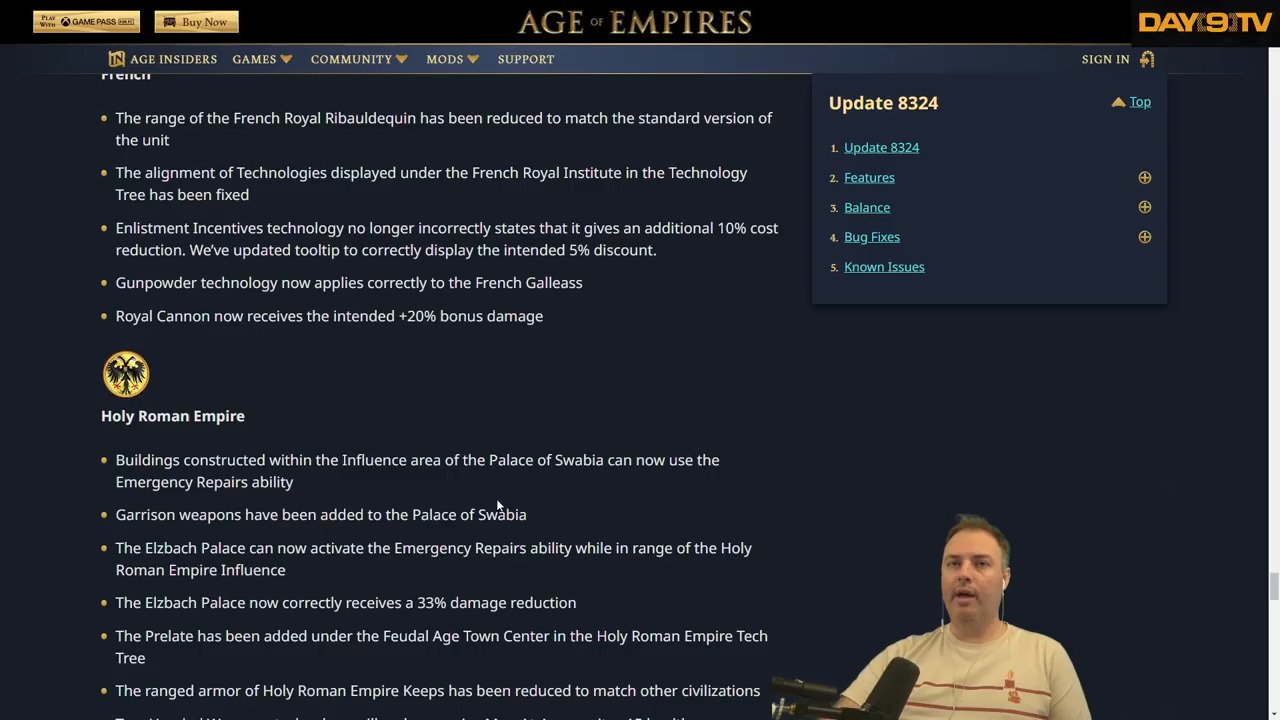 PLAY WITH XBOX GAME PASS FOR PC
Buy Now
AGE OF EMPIRES
DAY[9]TV
IN AGE INSIDERS
GAMES
COMMUNITY
MODS
SUPPORT
SIGN IN
French
The range of the French Royal Ribauldequin has been reduced to match the standard version of
the unit
The alignment of Technologies displayed under the French Royal Institute in the Technology
Tree has been fixed
Enlistment Incentives technology no longer incorrectly states that it gives an additional 10% cost
reduction. We’ve updated tooltip to correctly display the intended 5% discount.
Gunpowder technology now applies correctly to the French Galleass
Royal Cannon now receives the intended +20% bonus damage
Holy Roman Empire
Buildings constructed within the Influence area of the Palace of Swabia can now use the
Emergency Repairs ability
Garrison weapons have been added to the Palace of Swabia
The Elzbach Palace can now activate the Emergency Repairs ability while in range of the Holy
Roman Empire Influence
The Elzbach Palace now correctly receives a 33% damage reduction
The Prelate has been added under the Feudal Age Town Center in the Holy Roman Empire Tech
Tree
The ranged armor of Holy Roman Empire Keeps has been reduced to match other civilizations
Update 8324
Top
1. Update 8324
2. Features
3. Balance
4. Bug Fixes
5. Known Issues